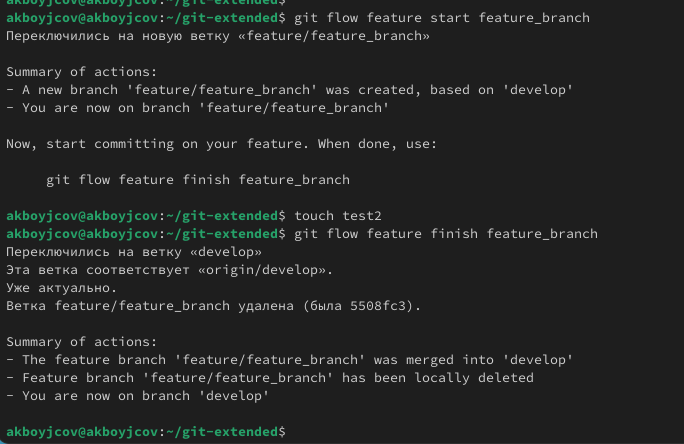 akboyjcov@akboyjcov:~/git-extended$
akboyjcov@akboyjcov:~/git-extended$ git flow feature start feature_branch
Переключились на новую ветку «feature/feature_branch»
Summary of actions:
- A new branch 'feature/feature_branch' was created, based on 'develop'
- You are now on branch 'feature/feature_branch'
Now, start committing on your feature. When done, use:
git flow feature finish feature_branch
akboyjcov@akboyjcov:~/git-extended$ touch test2
akboyjcov@akboyjcov:~/git-extended$ git flow feature finish feature_branch
Переключились на ветку «develop»
Эта ветка соответствует «origin/develop».
Уже актуально.
Ветка feature/feature_branch удалена (была 5508fc3).
Summary of actions:
- The feature branch 'feature/feature_branch' was merged into 'develop'
- Feature branch 'feature/feature_branch' has been locally deleted
- You are now on branch 'develop'
akboyjcov@akboyjcov:~/git-extended$